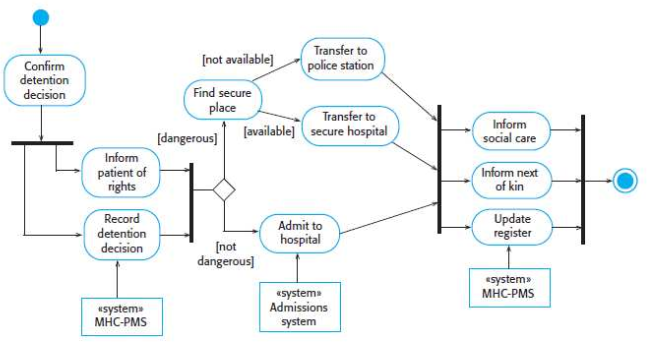 Confirm
detention
decision
Inform
patient of
rights
Record
detention
decision
«system»
MHC-PMS
[dangerous]
[not
dangerous]
Find secure
place
[not available]
[available]
Transfer to
police station
Transfer to
secure hospital
Admit to
hospital
«system»
Admissions
system
Inform
social care
Inform next
of kin
Update
register
«system»
MHC-PMS